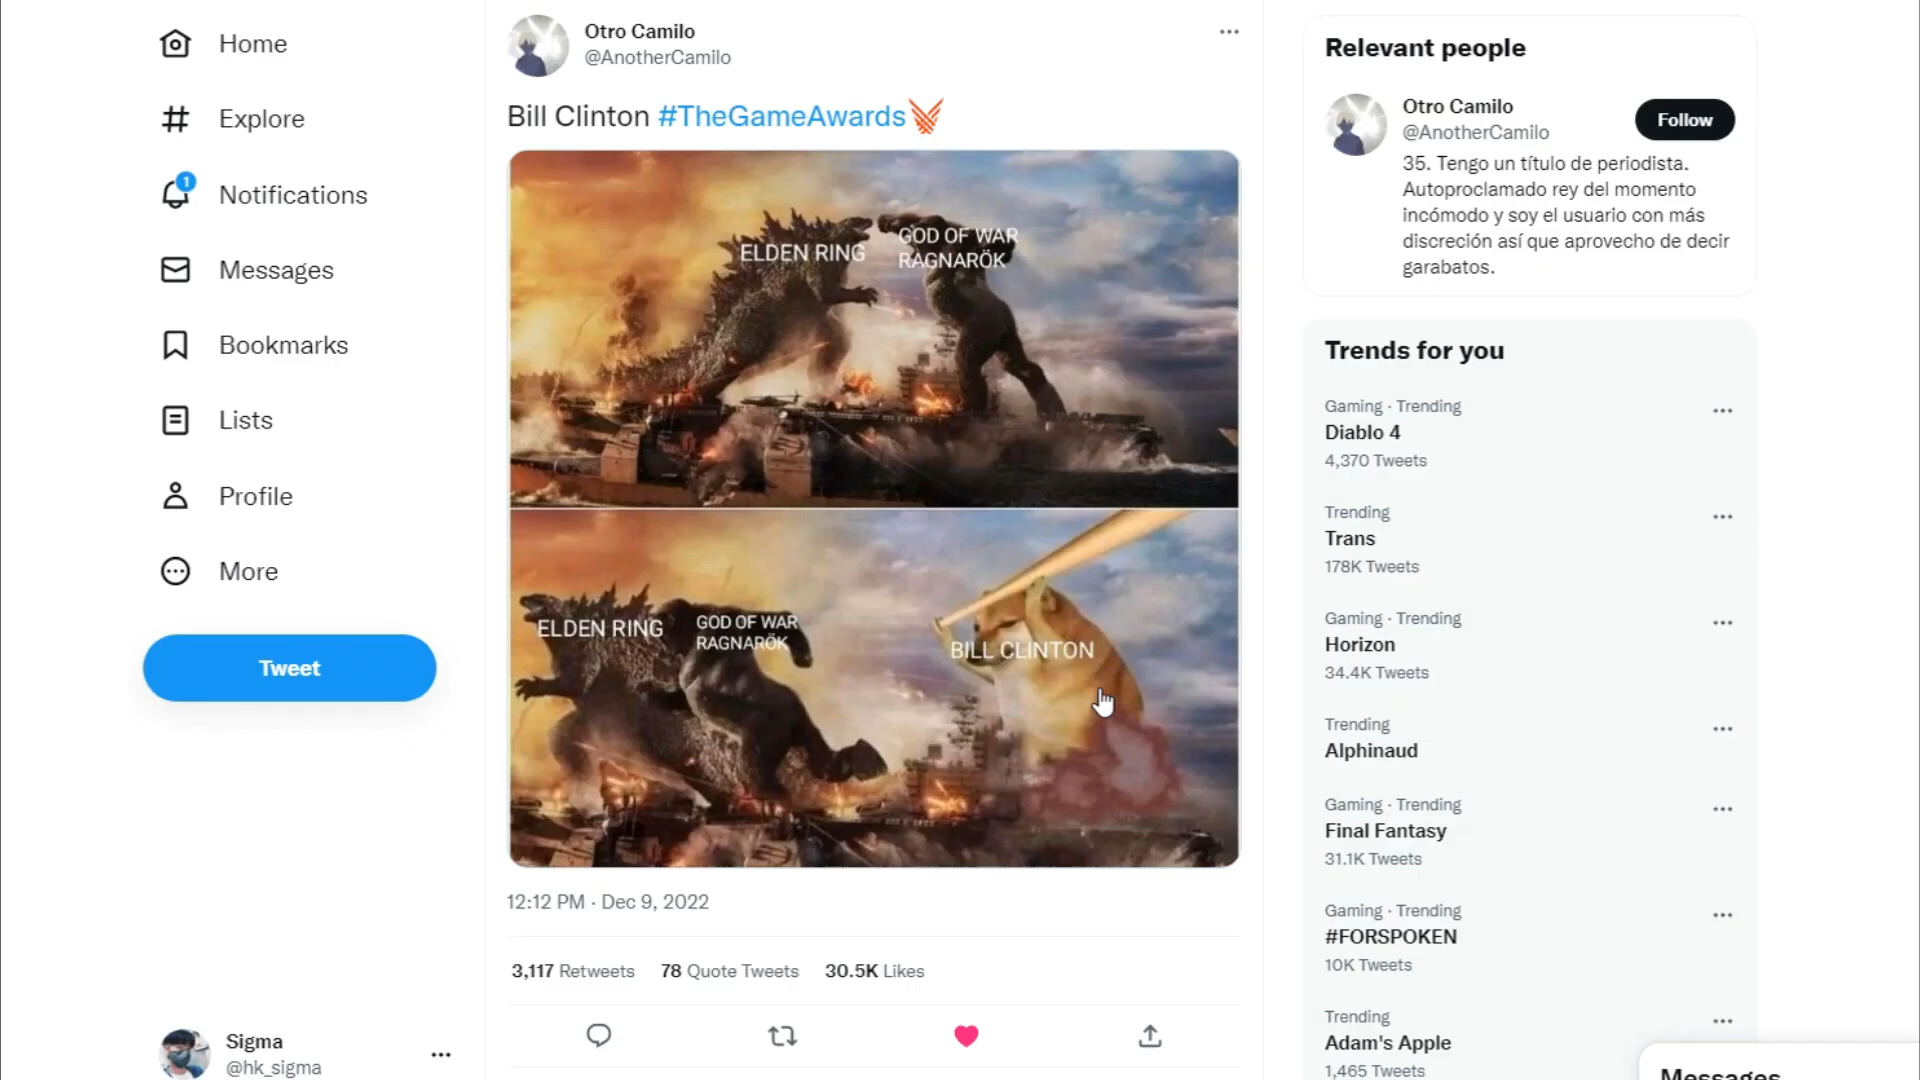 Home
Explore
1
Notifications
Messages
Bookmarks
Lists
Profile
More
Tweet
Sigma
@hk_sigma
Otro Camilo
@AnotherCamilo
Bill Clinton #TheGameAwards
ELDEN RING
GOD OF WAR
RAGNARÖK
ELDEN RING
GOD OF WAR
RAGNARÖK
BILL CLINTON
12:12 PM · Dec 9, 2022
3,117 Retweets 78 Quote Tweets 30.5K Likes
Relevant people
Otro Camilo
@AnotherCamilo
Follow
35. Tengo un título de periodista.
Autoproclamado rey del momento
incómodo y soy el usuario con más
discreción así que aprovecho de decir
garabatos.
Trends for you
Gaming · Trending
Diablo 4
4,370 Tweets
Trending
Trans
178K Tweets
Gaming · Trending
Horizon
34.4K Tweets
Trending
Alphinaud
Gaming · Trending
Final Fantasy
31.1K Tweets
Gaming · Trending
#FORSPOKEN
10K Tweets
Trending
Adam's Apple
1,465 Tweets
Messages